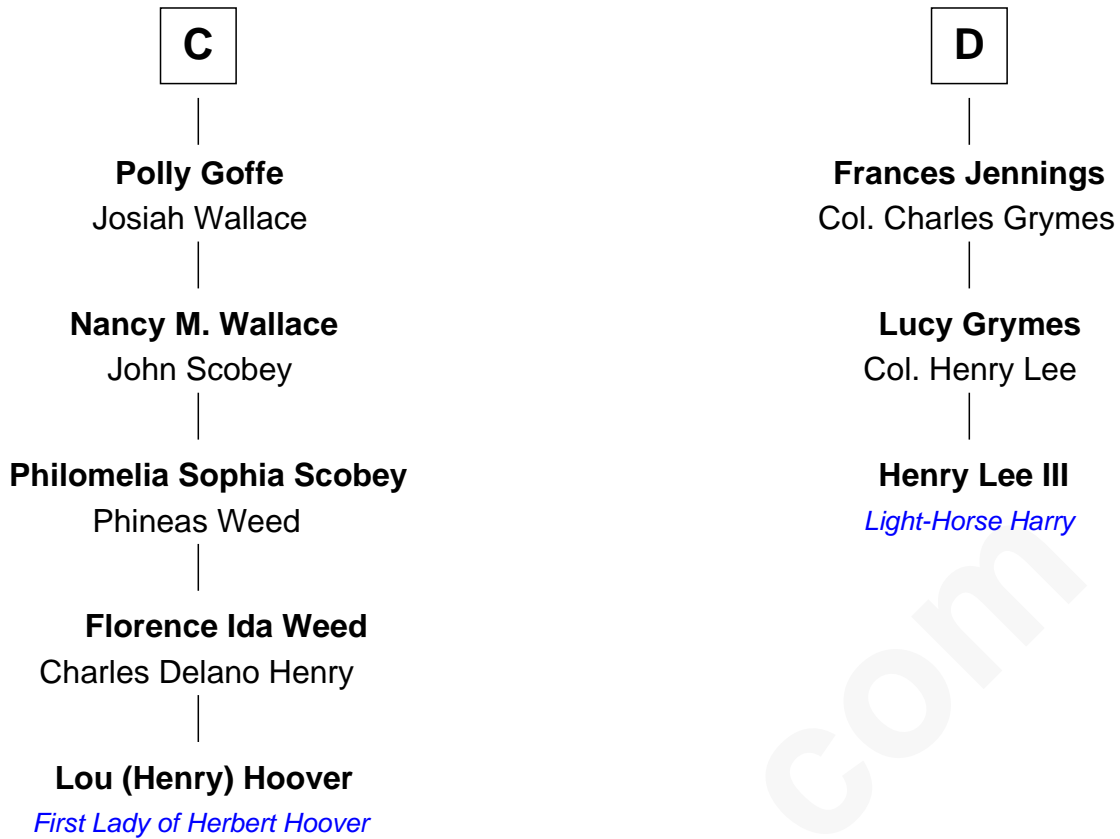 C
Polly Goffe
Josiah Wallace
Nancy M. Wallace
John Scobey
Philomelia Sophia Scobey
Phineas Weed
Florence Ida Weed
Charles Delano Henry
Lou (Henry) Hoover
First Lady of Herbert Hoover
D
Frances Jennings
Col. Charles Grymes
Lucy Grymes
Col. Henry Lee
Henry Lee III
Light-Horse Harry
com